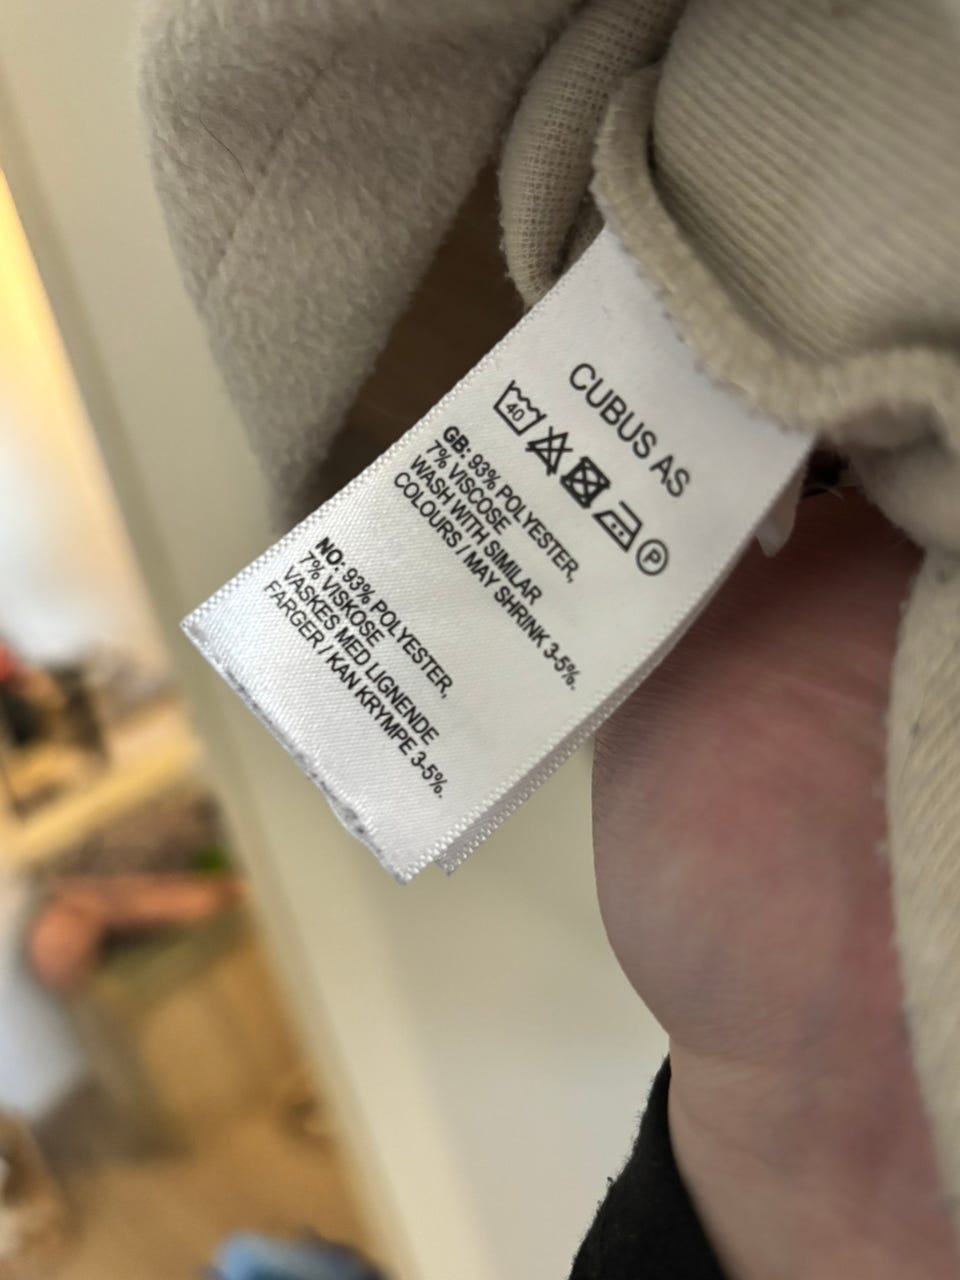 CUBUS AS
40
P
GB: 93% POLYESTER,
7% VISCOSE
WASH WITH SIMILAR
COLOURS / MAY SHRINK 3-5%.
NO: 93% POLYESTER,
7% VISKOSE
VASKES MED LIGNENDE
FARGER / KAN KRYMPE 3-5%.